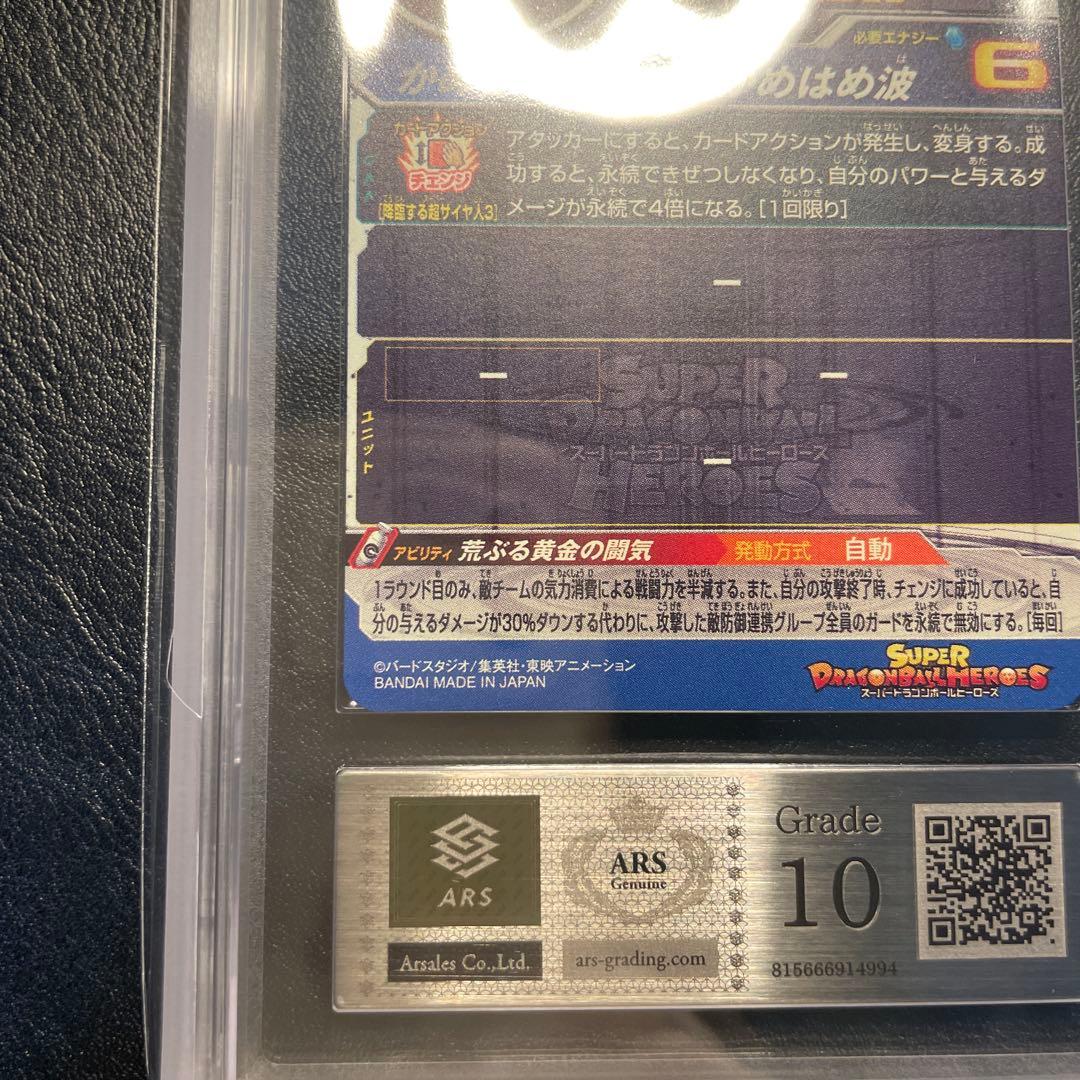 必要エナジー
6
めはめ波
カードアクション
チェンジ
[降臨する超サイヤ人3]
アタッカーにすると、カードアクションが発生し、変身する。成
功すると、永続できぜつしなくなり、自分のパワーと与えるダ
メージが永続で4倍になる。[1回限り]
ー
ー
ー
ユニット
SUPER
DRAGONBALL
スーパードラゴンボールヒーローズ
HEROES
ー
アビリティ 荒ぶる黄金の闘気 発動方式 自動
1ラウンド目のみ、敵チームの気力消費による戦闘力を半減する。また、自分の攻撃終了時、チェンジに成功していると、自
分の与えるダメージが30%ダウンする代わりに、攻撃した敵防御連携グループ全員のガードを永続で無効にする。[毎回]
©バードスタジオ/集英社・東映アニメーション
BANDAI MADE IN JAPAN
SUPER
DRAGONBALL HEROES
スーパードラゴンボールヒーローズ
ARS
Arsales Co.,Ltd.
ARS
Genuine
ars-grading.com
Grade
10
815666914994